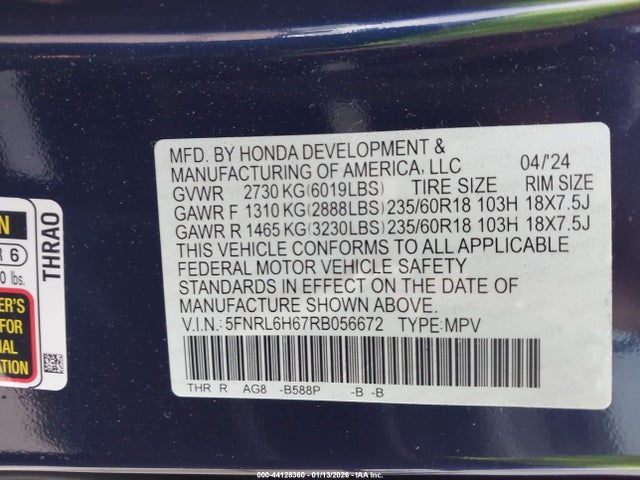 MFD. BY HONDA DEVELOPMENT &
MANUFACTURING OF AMERICA, LLC 04/'24
GVWR 2730 KG(6019LBS) TIRE SIZE RIM SIZE
GAWR F 1310 KG(2888LBS) 235/60R18 103H 18X7.5J
GAWR R 1465 KG(3230LBS) 235/60R18 103H 18X7.5J
THIS VEHICLE CONFORMS TO ALL APPLICABLE
FEDERAL MOTOR VEHICLE SAFETY
STANDARDS IN EFFECT ON THE DATE OF
MANUFACTURE SHOWN ABOVE.
V.I.N.: 5FNRL6H67RB056672 TYPE: MPV
THR R AG8 -B588P -B -B
6
lbs.
FOR
THRAO
000-44128360 - 01/13/2026 - IAA Inc.